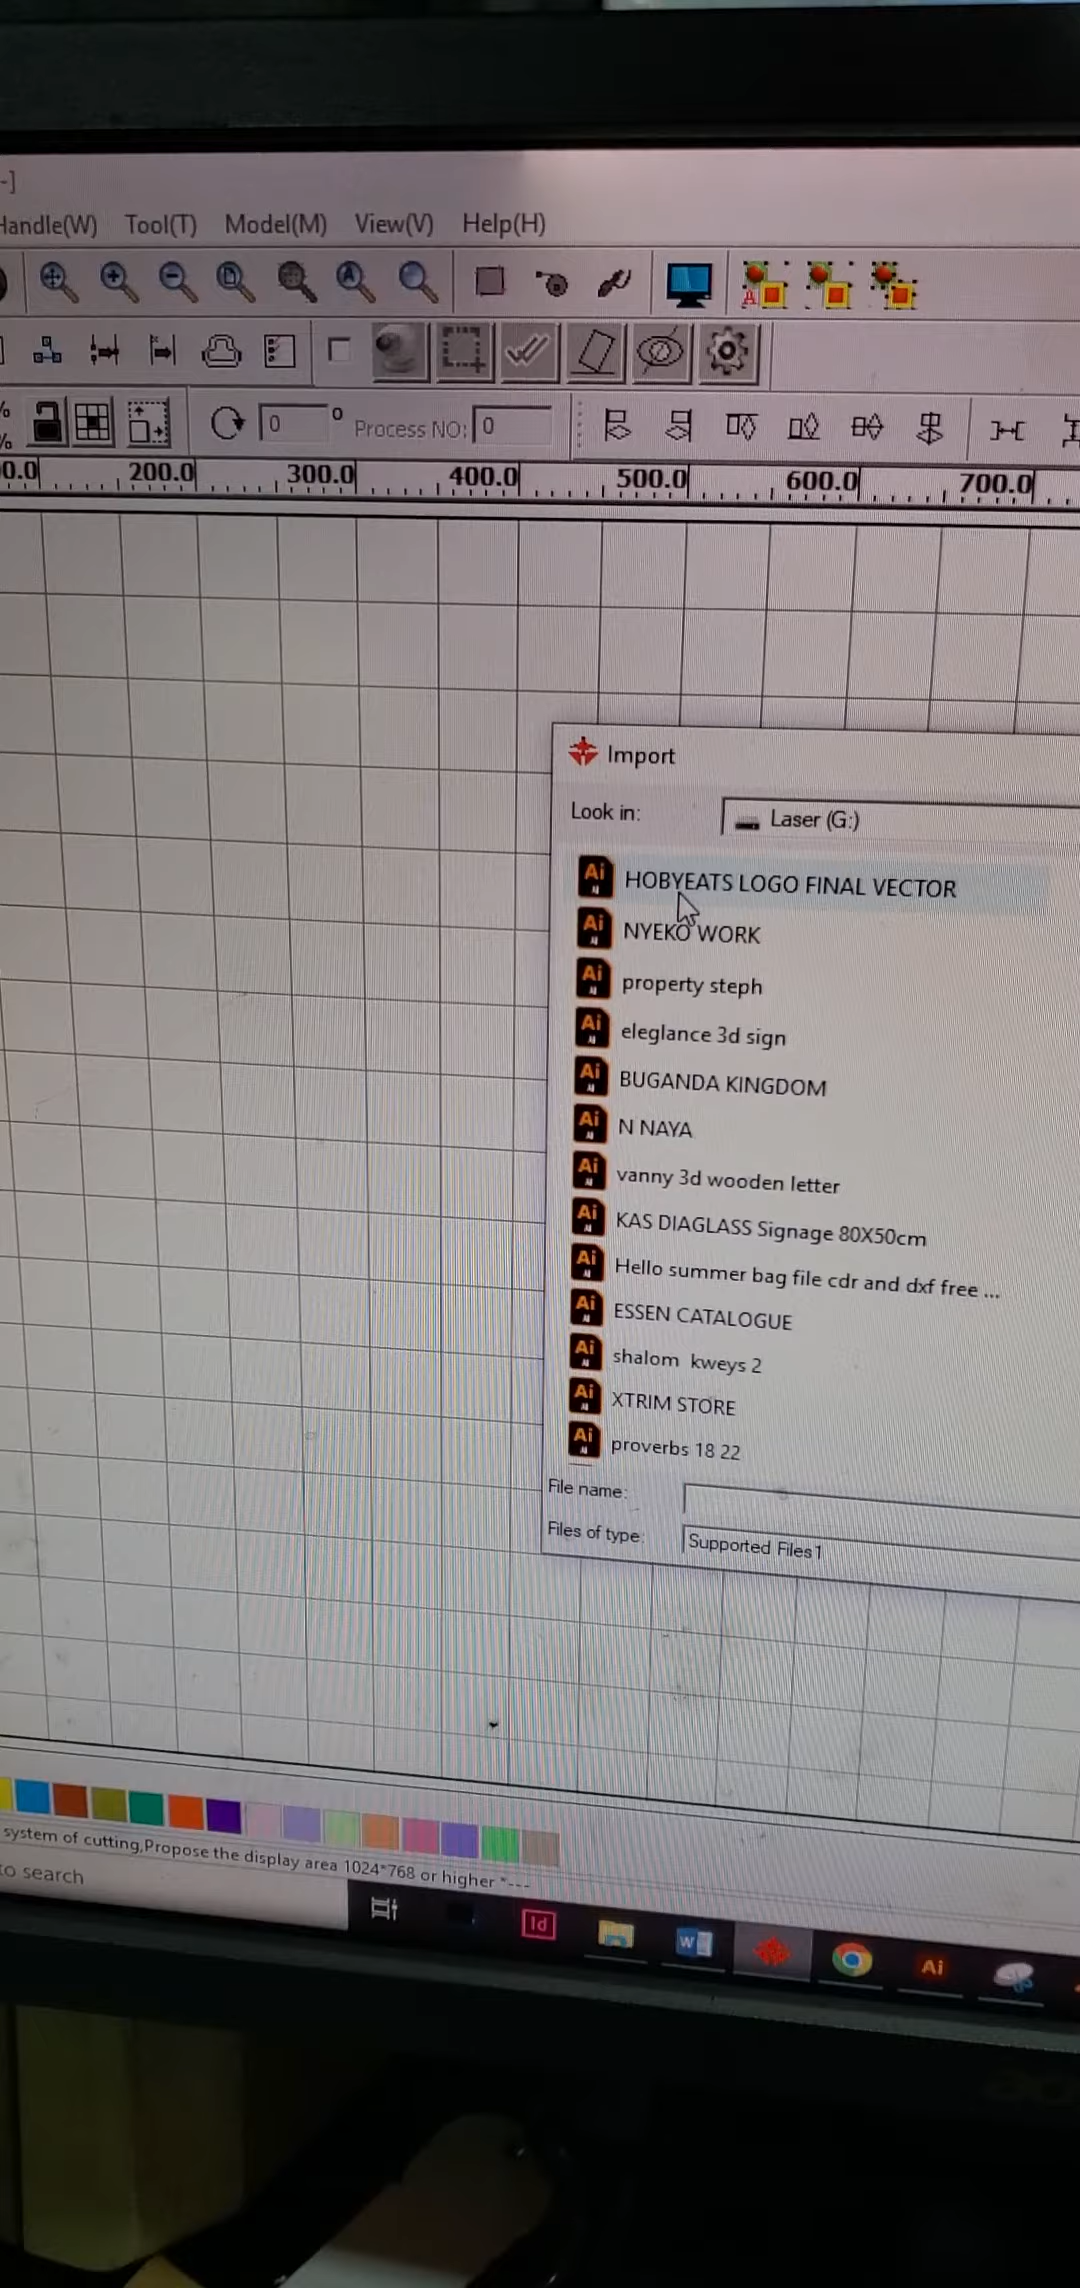 -]
Handle(W) Tool(T) Model(M) View(V) Help(H)
A A
%
%
0 ° Process NO: 0
00.0 200.0 300.0 400.0 500.0 600.0 700.0
Import
Look in: Laser (G:)
Ai HOBYEATS LOGO FINAL VECTOR
Ai NYEKO WORK
Ai property steph
Ai eleglance 3d sign
Ai BUGANDA KINGDOM
Ai N NAYA
Ai vanny 3d wooden letter
Ai KAS DIAGLASS Signage 80X50cm
Ai Hello summer bag file cdr and dxf free ...
Ai ESSEN CATALOGUE
Ai shalom kweys 2
Ai XTRIM STORE
Ai proverbs 18 22
File name:
Files of type: Supported Files1
system of cutting,Propose the display area 1024*768 or higher *---
to search
Id W Ai